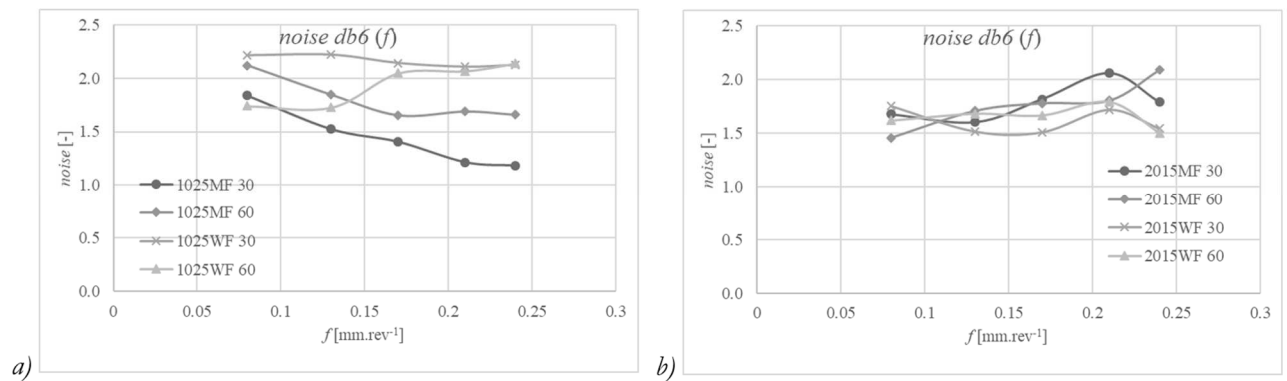 noise db6 (f)
2.5
2.0
1.5
1.0
0.5
0.0
noise [-]
1025MF 30
1025MF 60
1025WF 30
1025WF 60
0 0.05 0.1 0.15 0.2 0.25 0.3
f [mm.rev-1]
a)
noise db6 (f)
2.5
2.0
1.5
1.0
0.5
0.0
noise [-]
2015MF 30
2015MF 60
2015WF 30
2015WF 60
0 0.05 0.1 0.15 0.2 0.25 0.3
f [mm.rev-1]
b)